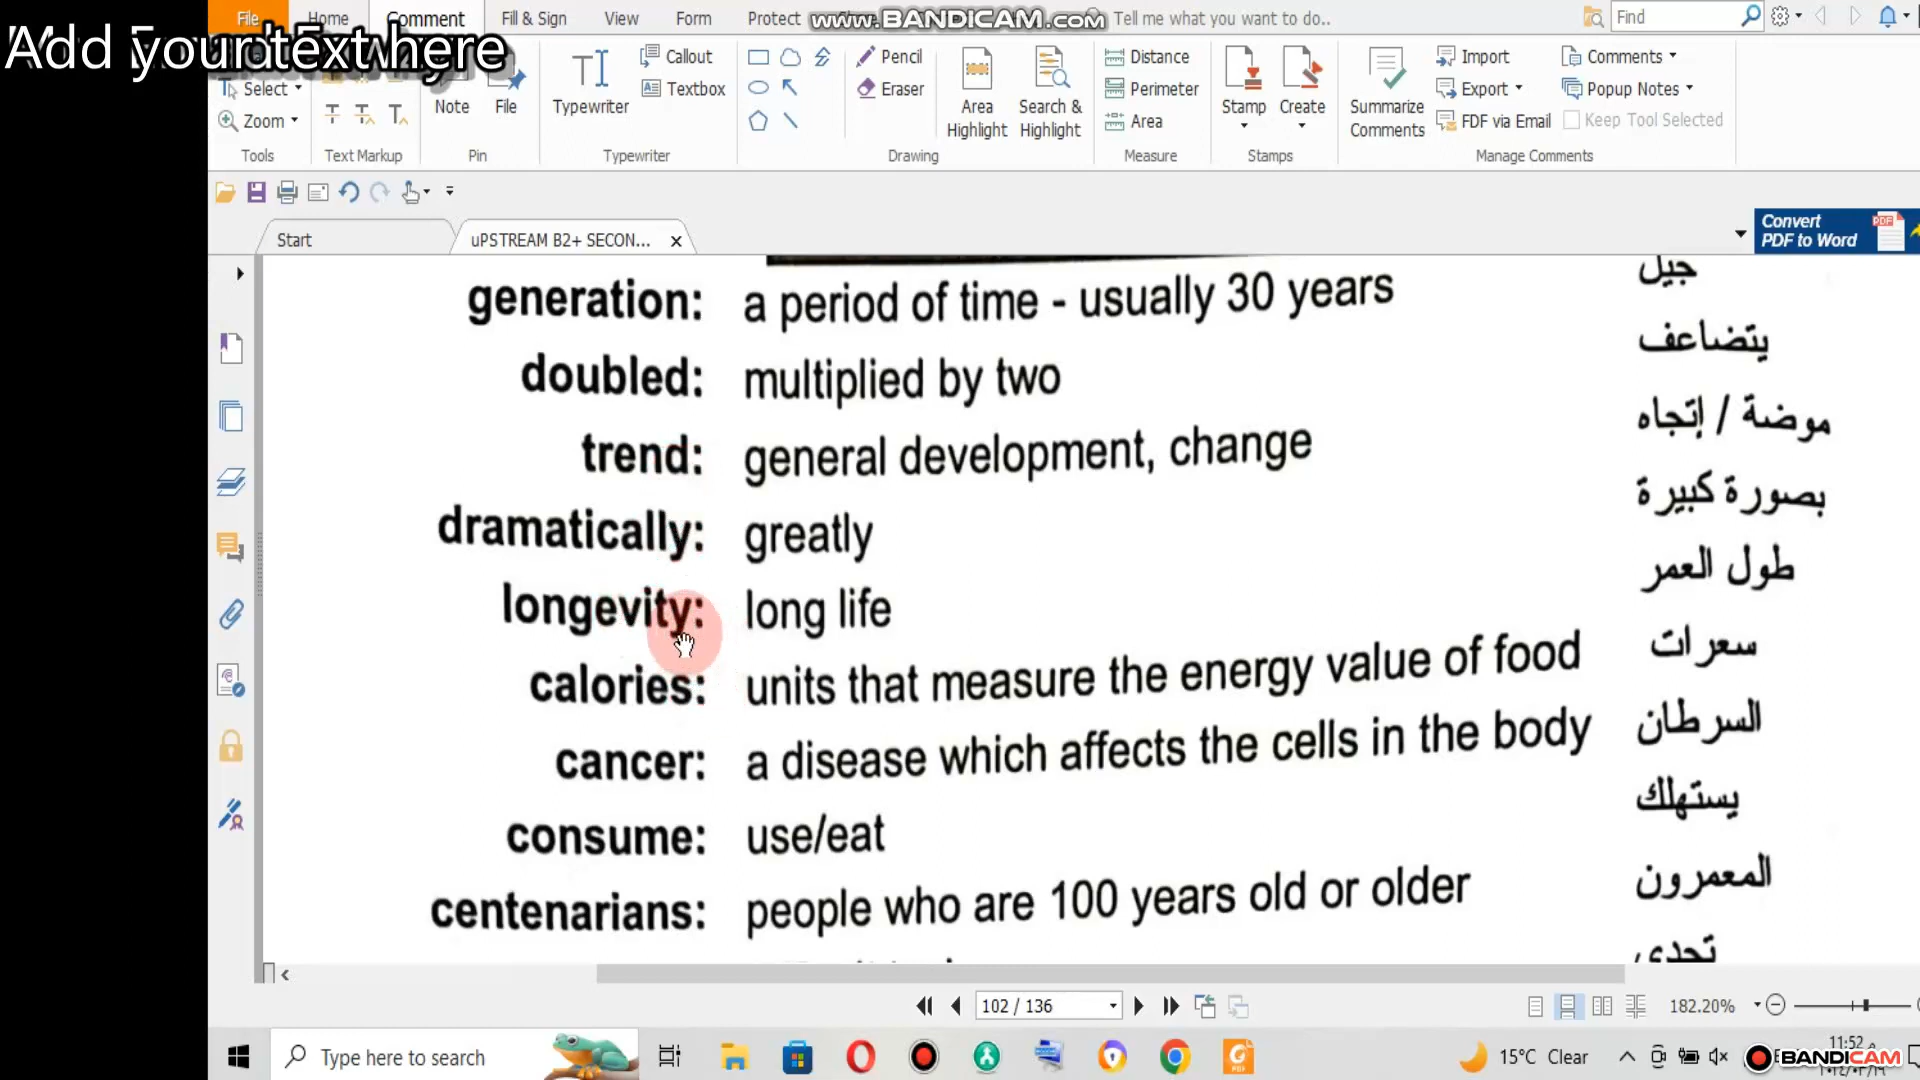 File Home Comment Fill & Sign View Form Protect www.BANDICAM.com Tell me what you want to do.. Find
Add your text here
Select Note File Typewriter Callout Textbox Pencil Eraser Area Highlight Search & Highlight Distance Perimeter Area Stamp Create Summarize Comments Import Export FDF via Email Comments Popup Notes Keep Tool Selected
Zoom
Tools Text Markup Pin Typewriter Drawing Measure Stamps Manage Comments
Start uPSTREAM B2+ SECON...
Convert
PDF to Word
PDF
generation: a period of time - usually 30 years جيل
doubled: multiplied by two يتضاعف
trend: general development, change موضة / إتجاه
dramatically: greatly بصورة كبيرة
longevity: long life طول العمر
calories: units that measure the energy value of food سعرات
cancer: a disease which affects the cells in the body السرطان
consume: use/eat يستهلك
centenarians: people who are 100 years old or older المعمرون
تحدى
102 / 136 182.20%
Type here to search 15°C Clear 11:52
BANDICAM